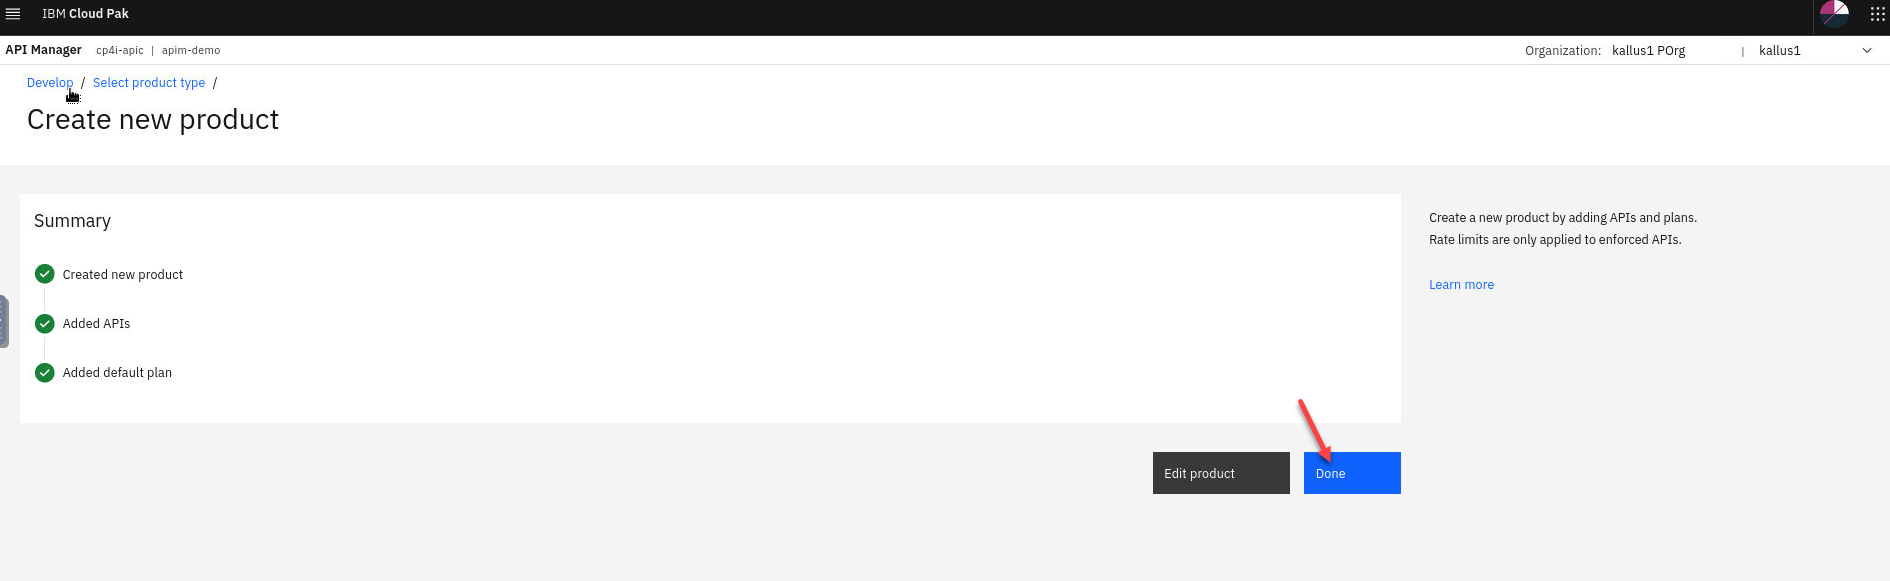 IBM Cloud Pak
API Manager cp4i-apic | apim-demo Organization: kallus1 POrg | kallus1
Develop / Select product type /
Create new product
Summary
Created new product
Added APIs
Added default plan
Create a new product by adding APIs and plans.
Rate limits are only applied to enforced APIs.
Learn more
Edit product Done